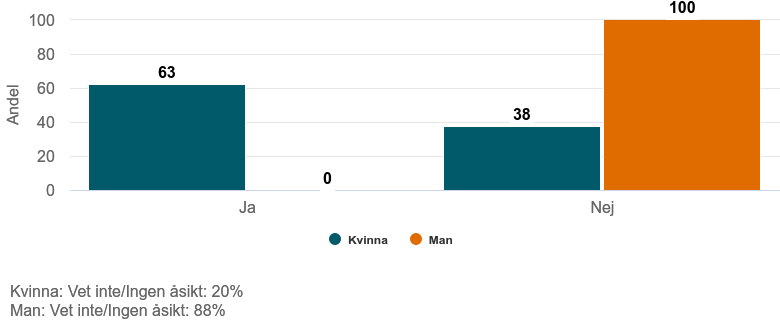 100
80
60
40
20
0
Andel
63
0
38
100
Ja
Nej
Kvinna
Man
Kvinna: Vet inte/Ingen åsikt: 20%
Man: Vet inte/Ingen åsikt: 88%